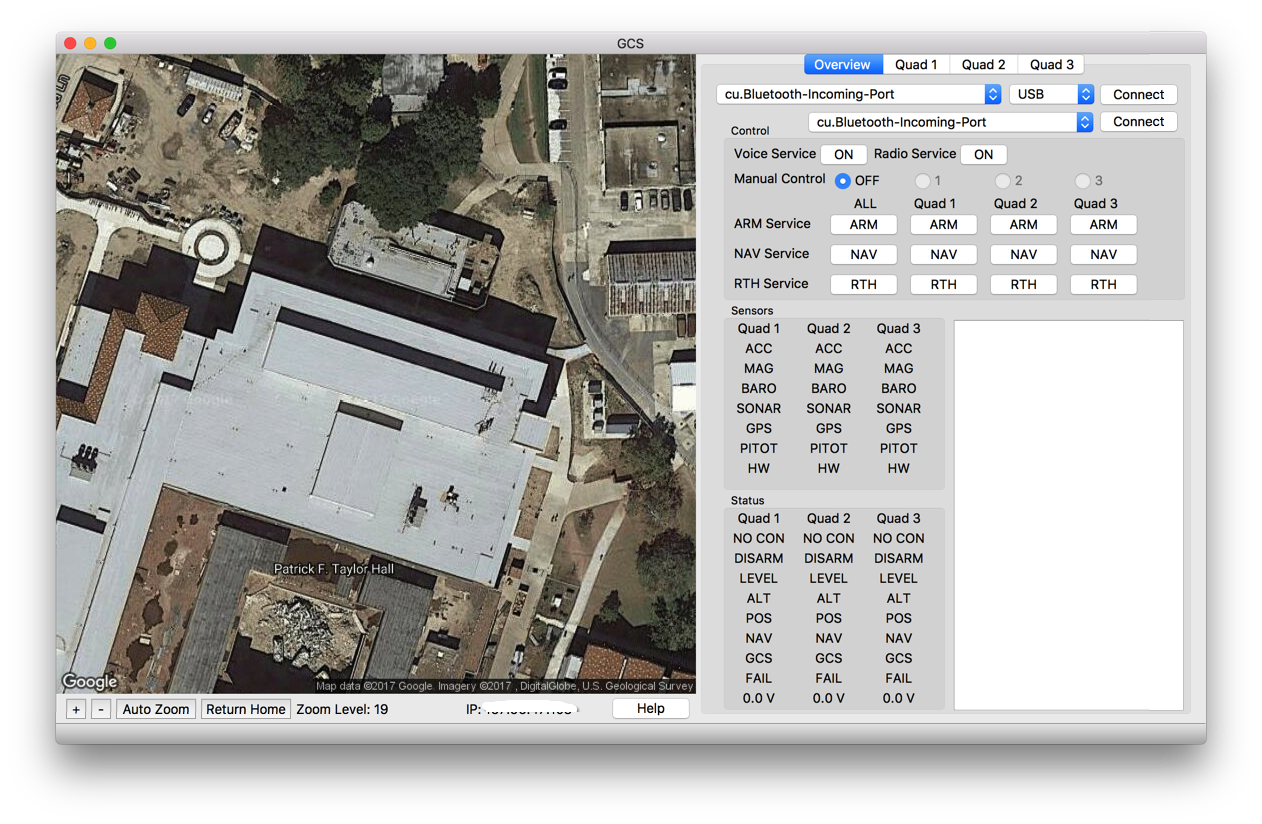 GCS
Overview Quad 1 Quad 2 Quad 3
cu.Bluetooth-Incoming-Port USB Connect
cu.Bluetooth-Incoming-Port Connect
Control
Voice Service ON Radio Service ON
Manual Control OFF 1 2 3
ALL Quad 1 Quad 2 Quad 3
ARM Service ARM ARM ARM ARM
NAV Service NAV NAV NAV NAV
RTH Service RTH RTH RTH RTH
Sensors
Quad 1 Quad 2 Quad 3
ACC ACC ACC
MAG MAG MAG
BARO BARO BARO
SONAR SONAR SONAR
GPS GPS GPS
PITOT PITOT PITOT
HW HW HW
Status
Quad 1 Quad 2 Quad 3
NO CON NO CON NO CON
DISARM DISARM DISARM
LEVEL LEVEL LEVEL
ALT ALT ALT
POS POS POS
NAV NAV NAV
GCS GCS GCS
FAIL FAIL FAIL
0.0 V 0.0 V 0.0 V
Patrick F. Taylor Hall
Google
Map data ©2017 Google Imagery ©2017 , DigitalGlobe, U.S. Geological Survey
+ - Auto Zoom Return Home Zoom Level: 19 IP: Help